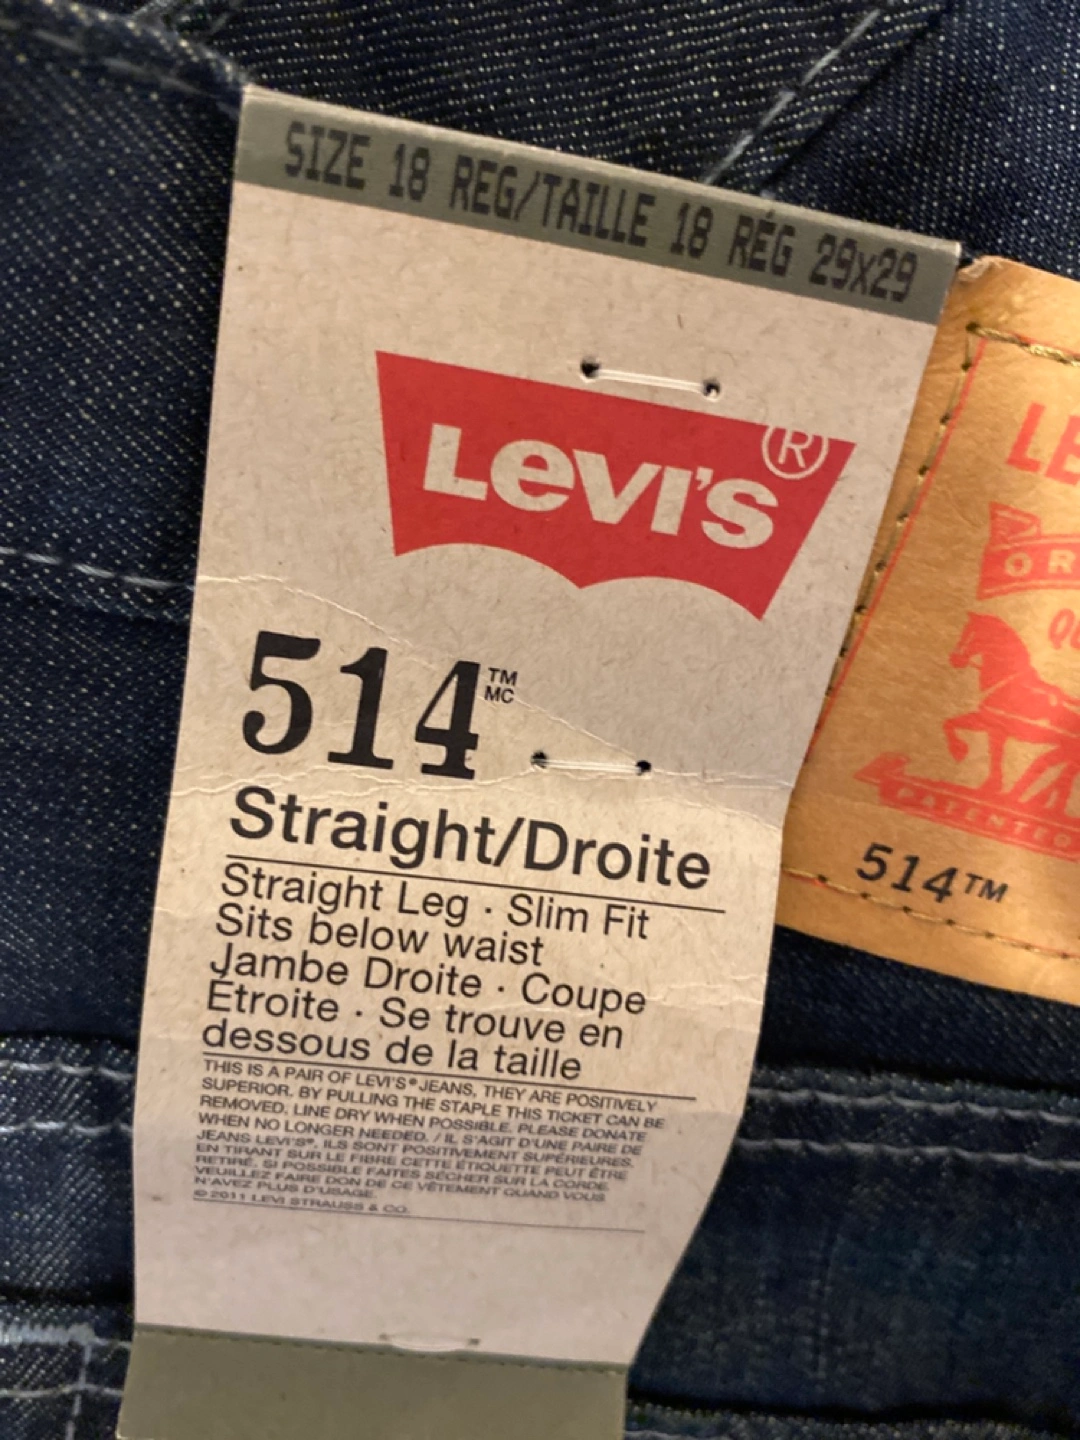 SIZE 18 REG/TAILLE 18 RÉG 29x29
LEVI'S®
514™
MC
Straight/Droite
Straight Leg · Slim Fit
Sits below waist
Jambe Droite · Coupe
Étroite · Se trouve en
dessous de la taille
THIS IS A PAIR OF LEVI'S® JEANS, THEY ARE POSITIVELY
SUPERIOR. BY PULLING THE STAPLE THIS TICKET CAN BE
REMOVED. LINE DRY WHEN POSSIBLE. PLEASE DONATE
WHEN NO LONGER NEEDED. / IL S'AGIT D'UNE PAIRE DE
JEANS LEVI'S®, ILS SONT POSITIVEMENT SUPÉRIEURES.
EN TIRANT SUR LE FIBRE CETTE ÉTIQUETTE PEUT ÊTRE
RETIRÉ. SI POSSIBLE FAITES SÉCHER SUR LA CORDE.
VEUILLEZ FAIRE DON DE CE VÊTEMENT QUAND VOUS
N'AVEZ PLUS D'USAGE.
© 2011 LEVI STRAUSS & CO.
LE
OR
QU
PATENTED
514™